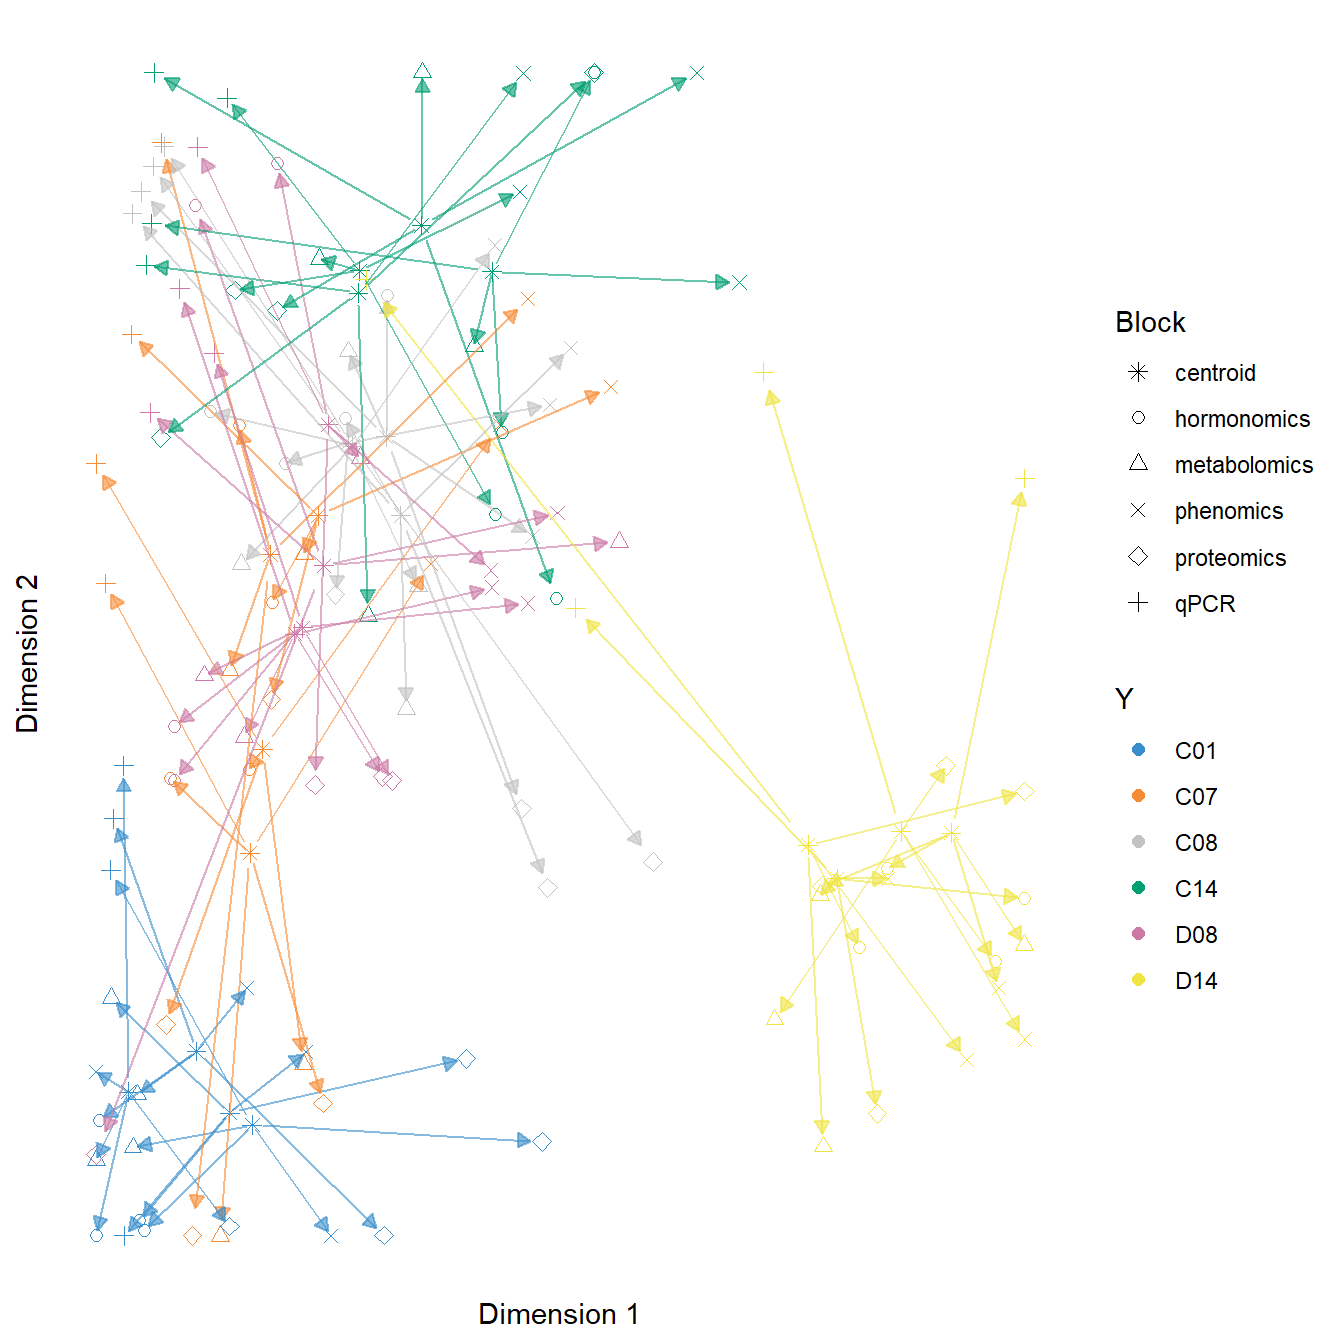 Block
centroid
hormonomics
metabolomics
phenomics
proteomics
qPCR
Y
C01
C07
C08
C14
D08
D14
Dimension 2
Dimension 1